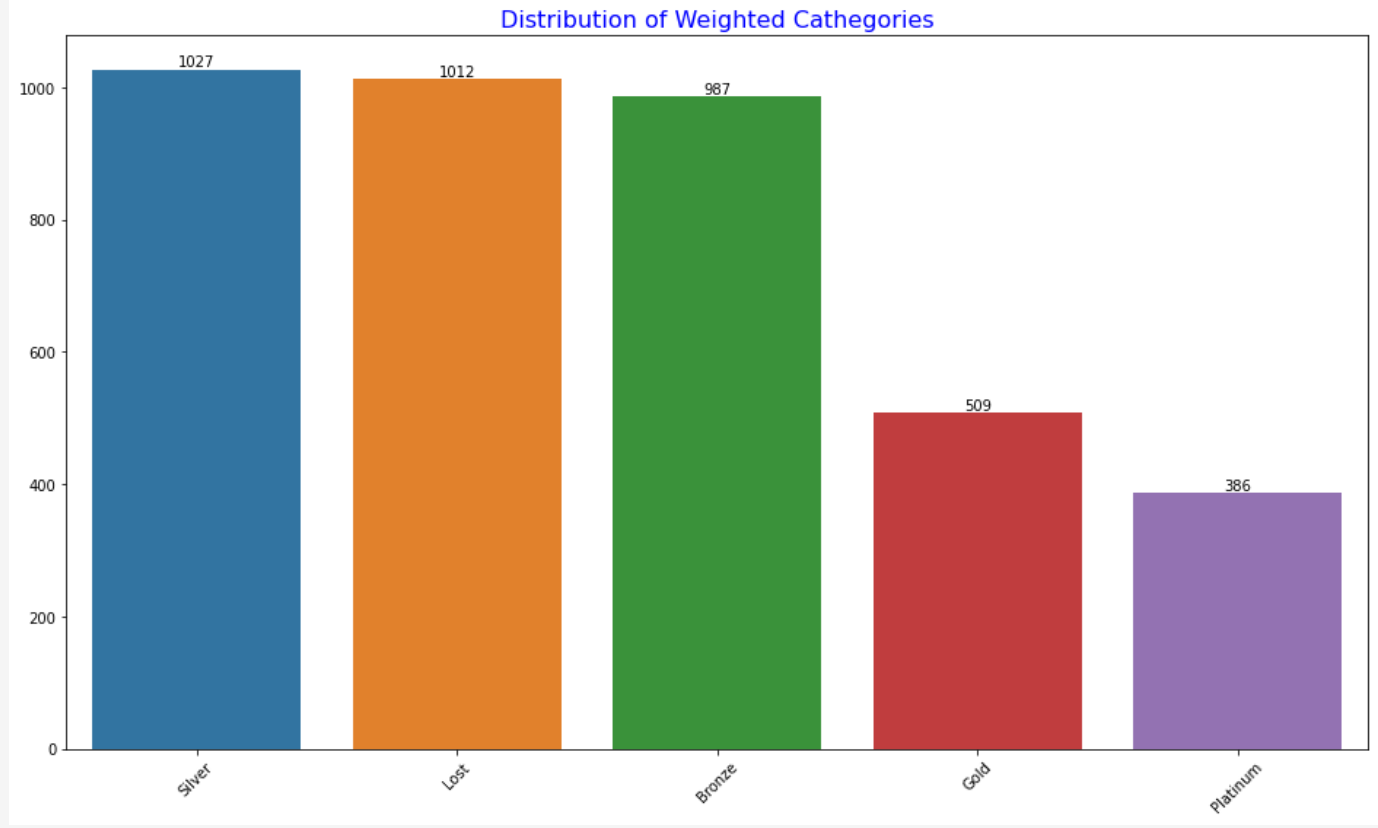 Distribution of Weighted Cathegories
1027
1012
987
509
386
1000
800
600
400
200
0
Silver
Lost
Bronze
Gold
Platinum